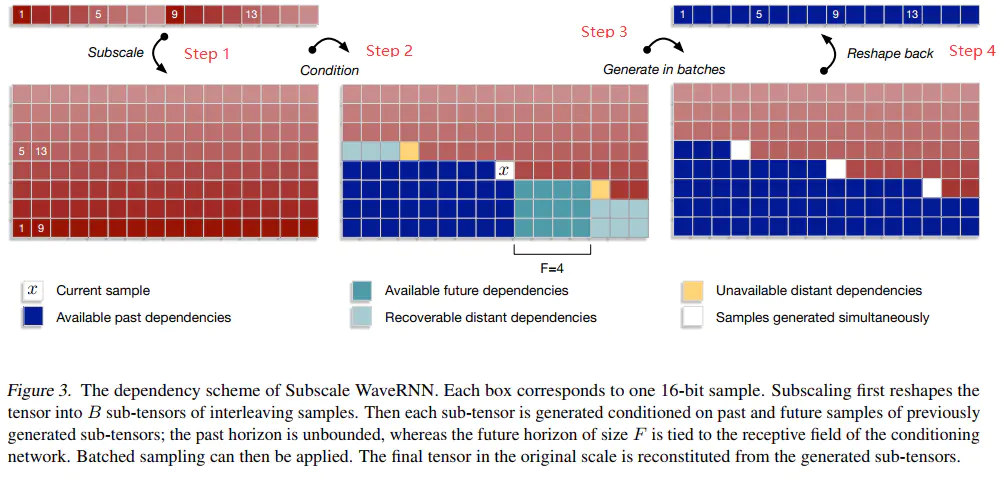 1 5 9 13
1 5 9 13
Subscale Step 1
Step 2
Condition
Step 3
Generate in batches
Reshape back Step 4
5 13
1 9
x
F=4
x Current sample
Available past dependencies
Available future dependencies
Recoverable distant dependencies
Unavailable distant dependencies
Samples generated simultaneously
Figure 3. The dependency scheme of Subscale WaveRNN. Each box corresponds to one 16-bit sample. Subscaling first reshapes the
tensor into B sub-tensors of interleaving samples. Then each sub-tensor is generated conditioned on past and future samples of previously
generated sub-tensors; the past horizon is unbounded, whereas the future horizon of size F is tied to the receptive field of the conditioning
network. Batched sampling can then be applied. The final tensor in the original scale is reconstituted from the generated sub-tensors.